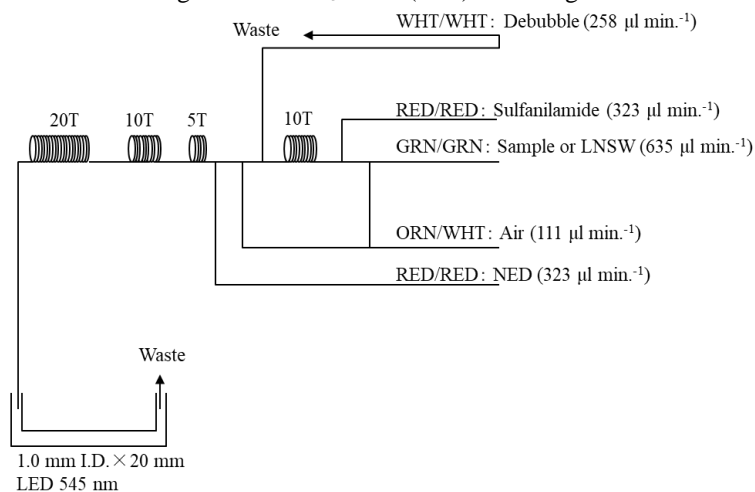 WHT/WHT: Debubble (258 μl min.-1)
Waste
RED/RED: Sulfanilamide (323 μl min.-1)
20T 10T 5T 10T
GRN/GRN: Sample or LNSW (635 μl min.-1)
ORN/WHT: Air (111 μl min.-1)
RED/RED: NED (323 μl min.-1)
Waste
1.0 mm I.D.×20 mm
LED 545 nm